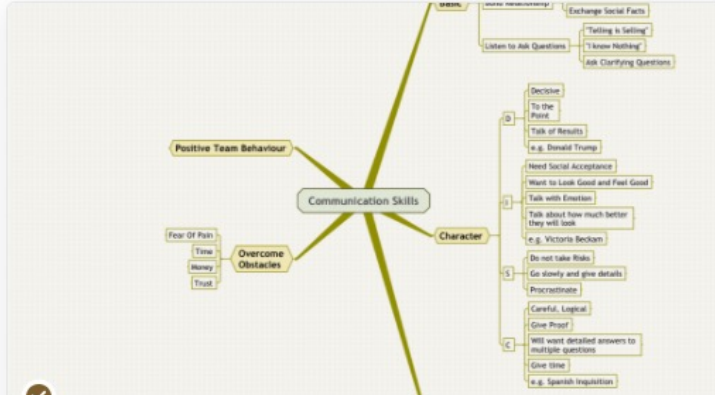 Basic
Build Relationship
Exchange Social Facts
Listen to Ask Questions
"Telling is Selling"
"I know Nothing"
Ask Clarifying Questions
Positive Team Behaviour
Communication Skills
Overcome
Obstacles
Fear Of Pain
Time
Money
Trust
Character
D
Decisive
To the
Point
Talk of Results
e.g. Donald Trump
I
Need Social Acceptance
Want to Look Good and Feel Good
Talk with Emotion
Talk about how much better
they will look
e.g. Victoria Beckam
S
Do not take Risks
Go slowly and give details
Procrastinate
C
Careful, Logical
Give Proof
Will want detailed answers to
multiple questions
Give time
e.g. Spanish Inquisition